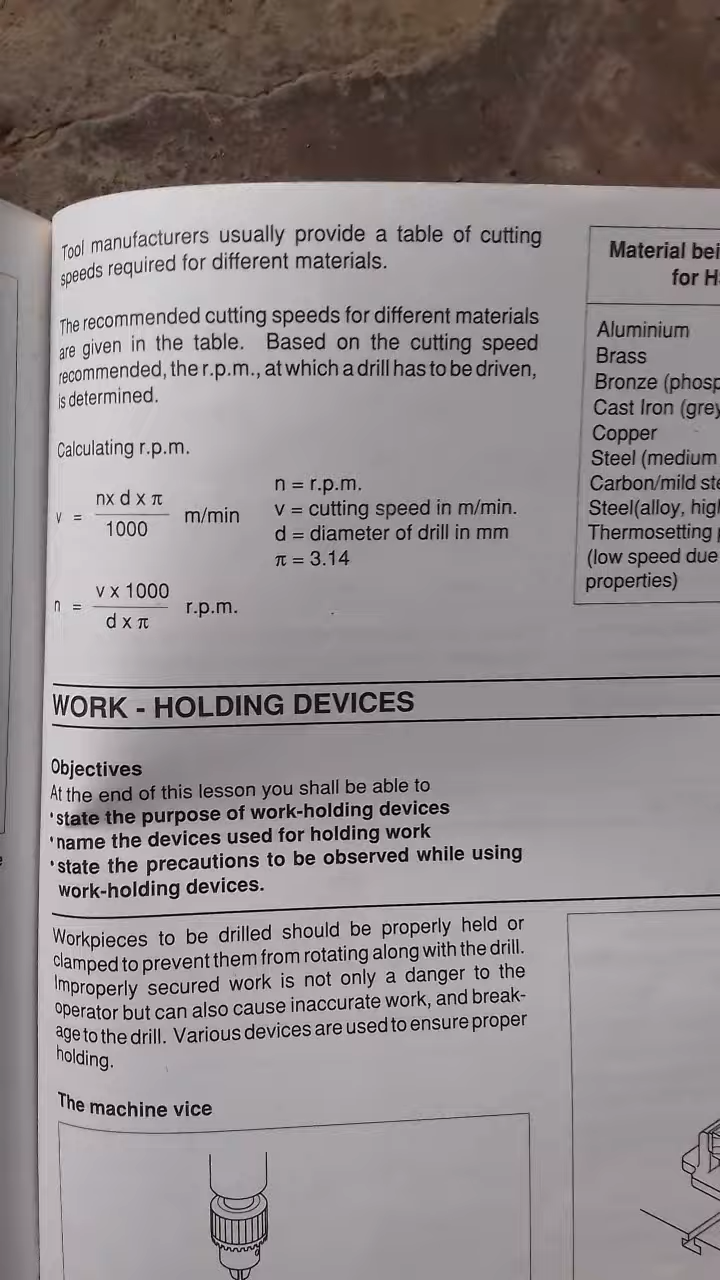 Tool manufacturers usually provide a table of cutting
speeds required for different materials.
The recommended cutting speeds for different materials
are given in the table. Based on the cutting speed
recommended, the r.p.m., at which a drill has to be driven,
is determined.
Calculating r.p.m.
v = nx d x π / 1000 m/min
n = r.p.m.
v = cutting speed in m/min.
d = diameter of drill in mm
π = 3.14
n = v x 1000 / d x π r.p.m.
Material bei
for H
Aluminium
Brass
Bronze (phosp
Cast Iron (grey
Copper
Steel (medium
Carbon/mild ste
Steel(alloy, high
Thermosetting p
(low speed due
properties)
WORK - HOLDING DEVICES
Objectives
At the end of this lesson you shall be able to
'state the purpose of work-holding devices
'name the devices used for holding work
'state the precautions to be observed while using
work-holding devices.
Workpieces to be drilled should be properly held or
clamped to prevent them from rotating along with the drill.
Improperly secured work is not only a danger to the
operator but can also cause inaccurate work, and break-
age to the drill. Various devices are used to ensure proper
holding.
The machine vice